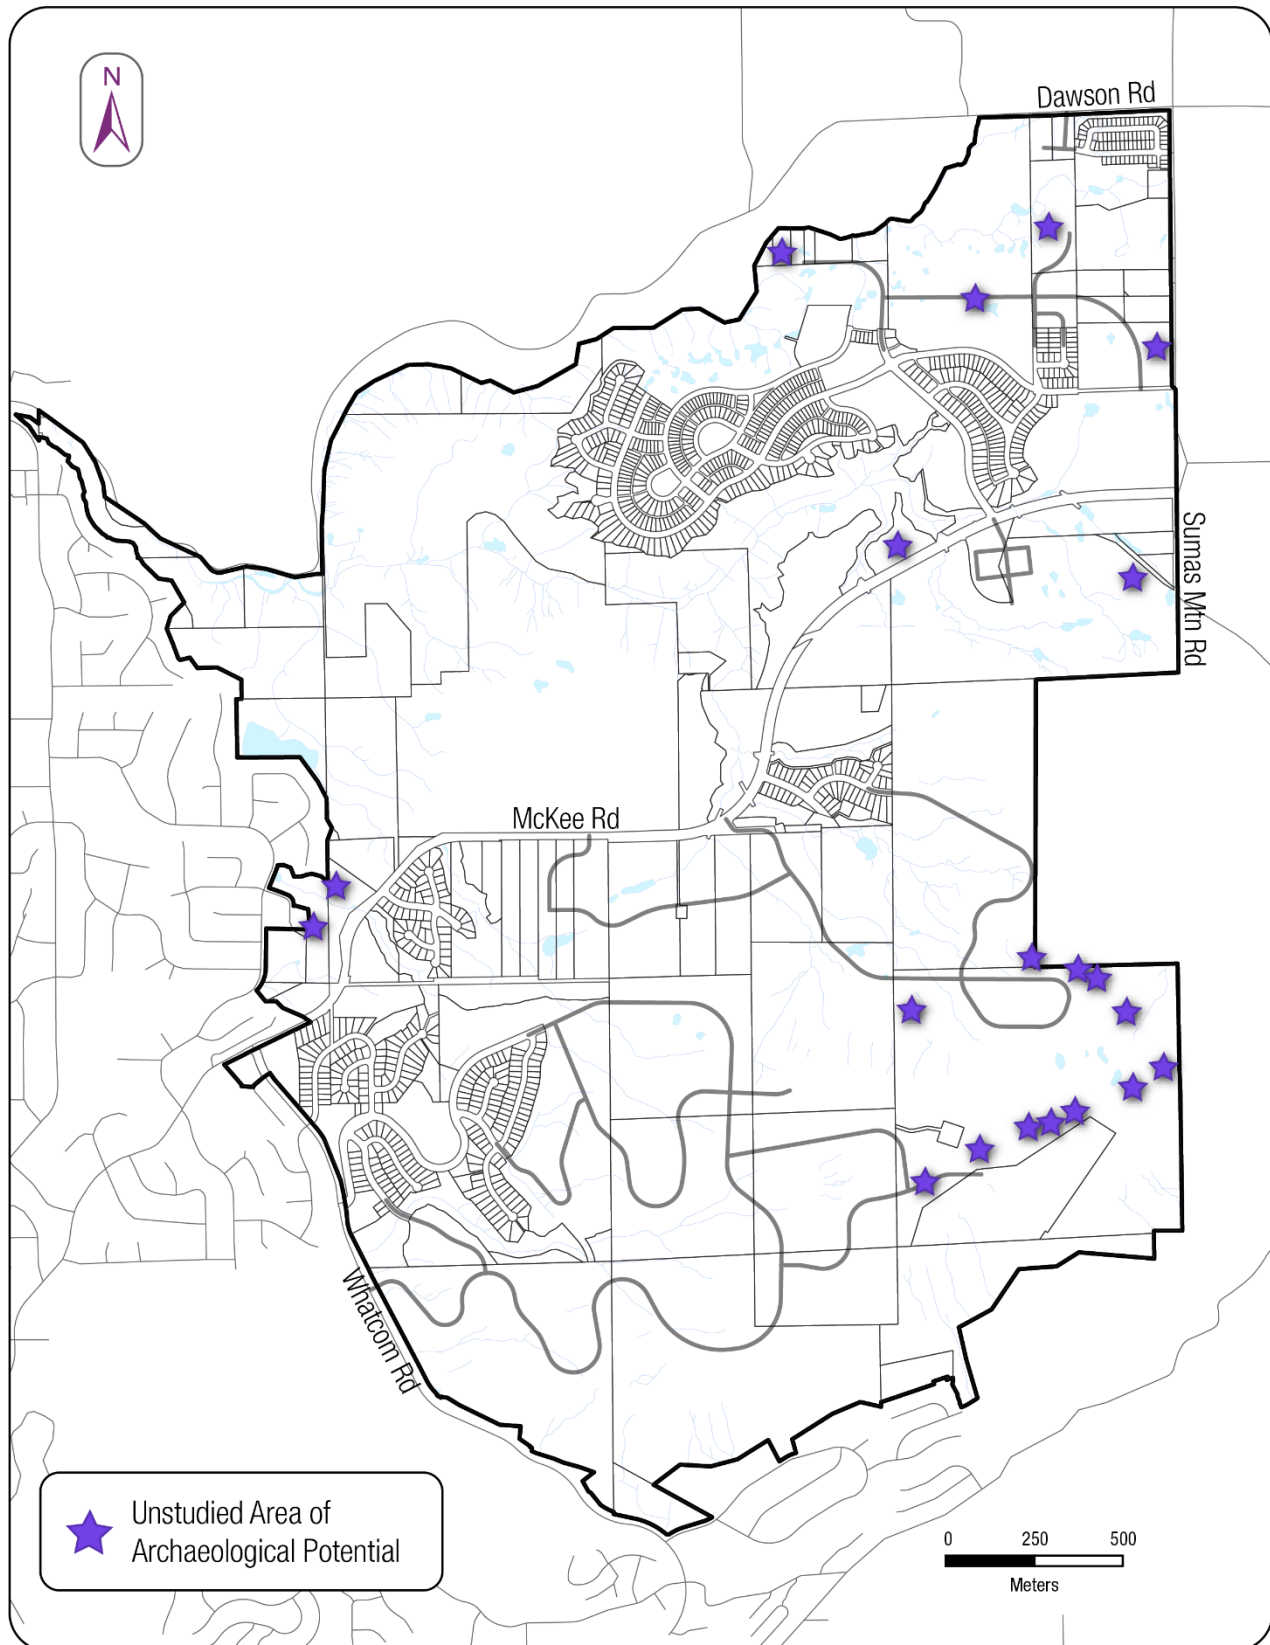 N
Dawson Rd
Sumas Mtn Rd
McKee Rd
Whatcom Rd
Unstudied Area of
Archaeological Potential
0 250 500
Meters